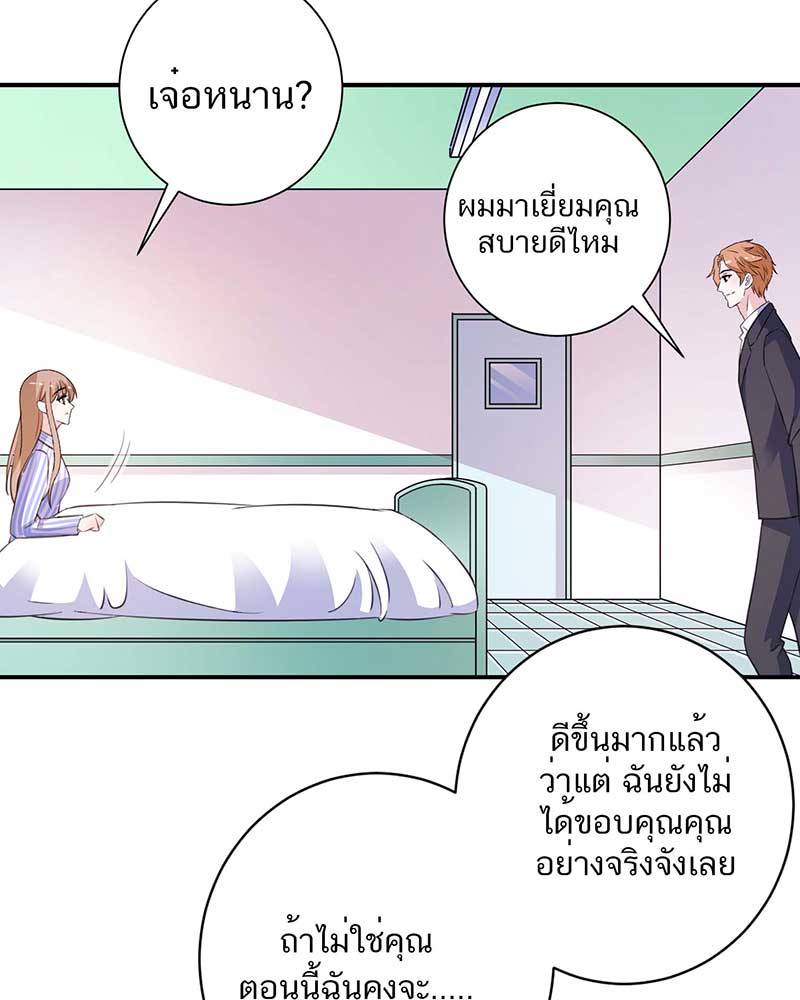 เจ๋อหนาน?
ผมมาเยี่ยมคุณ
สบายดีไหม
ดีขึ้นมากแล้ว
ว่าแต่ ฉันยังไม่
ได้ขอบคุณคุณ
อย่างจริงจังเลย
ถ้าไม่ใช่คุณ
ตอนนี้ฉันคงจะ.....